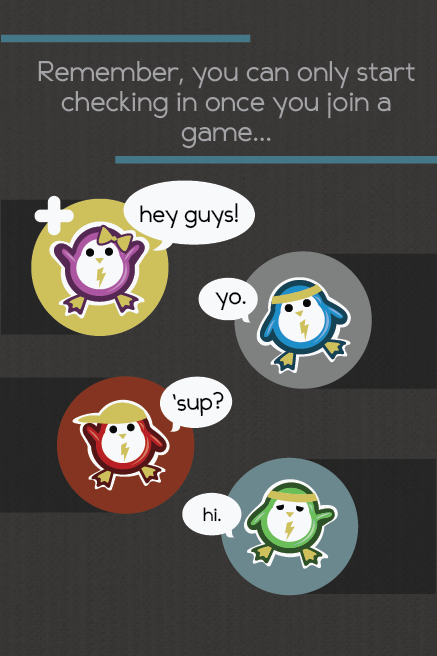 Remember, you can only start
checking in once you join a
game...
hey guys!
yo.
'sup?
hi.